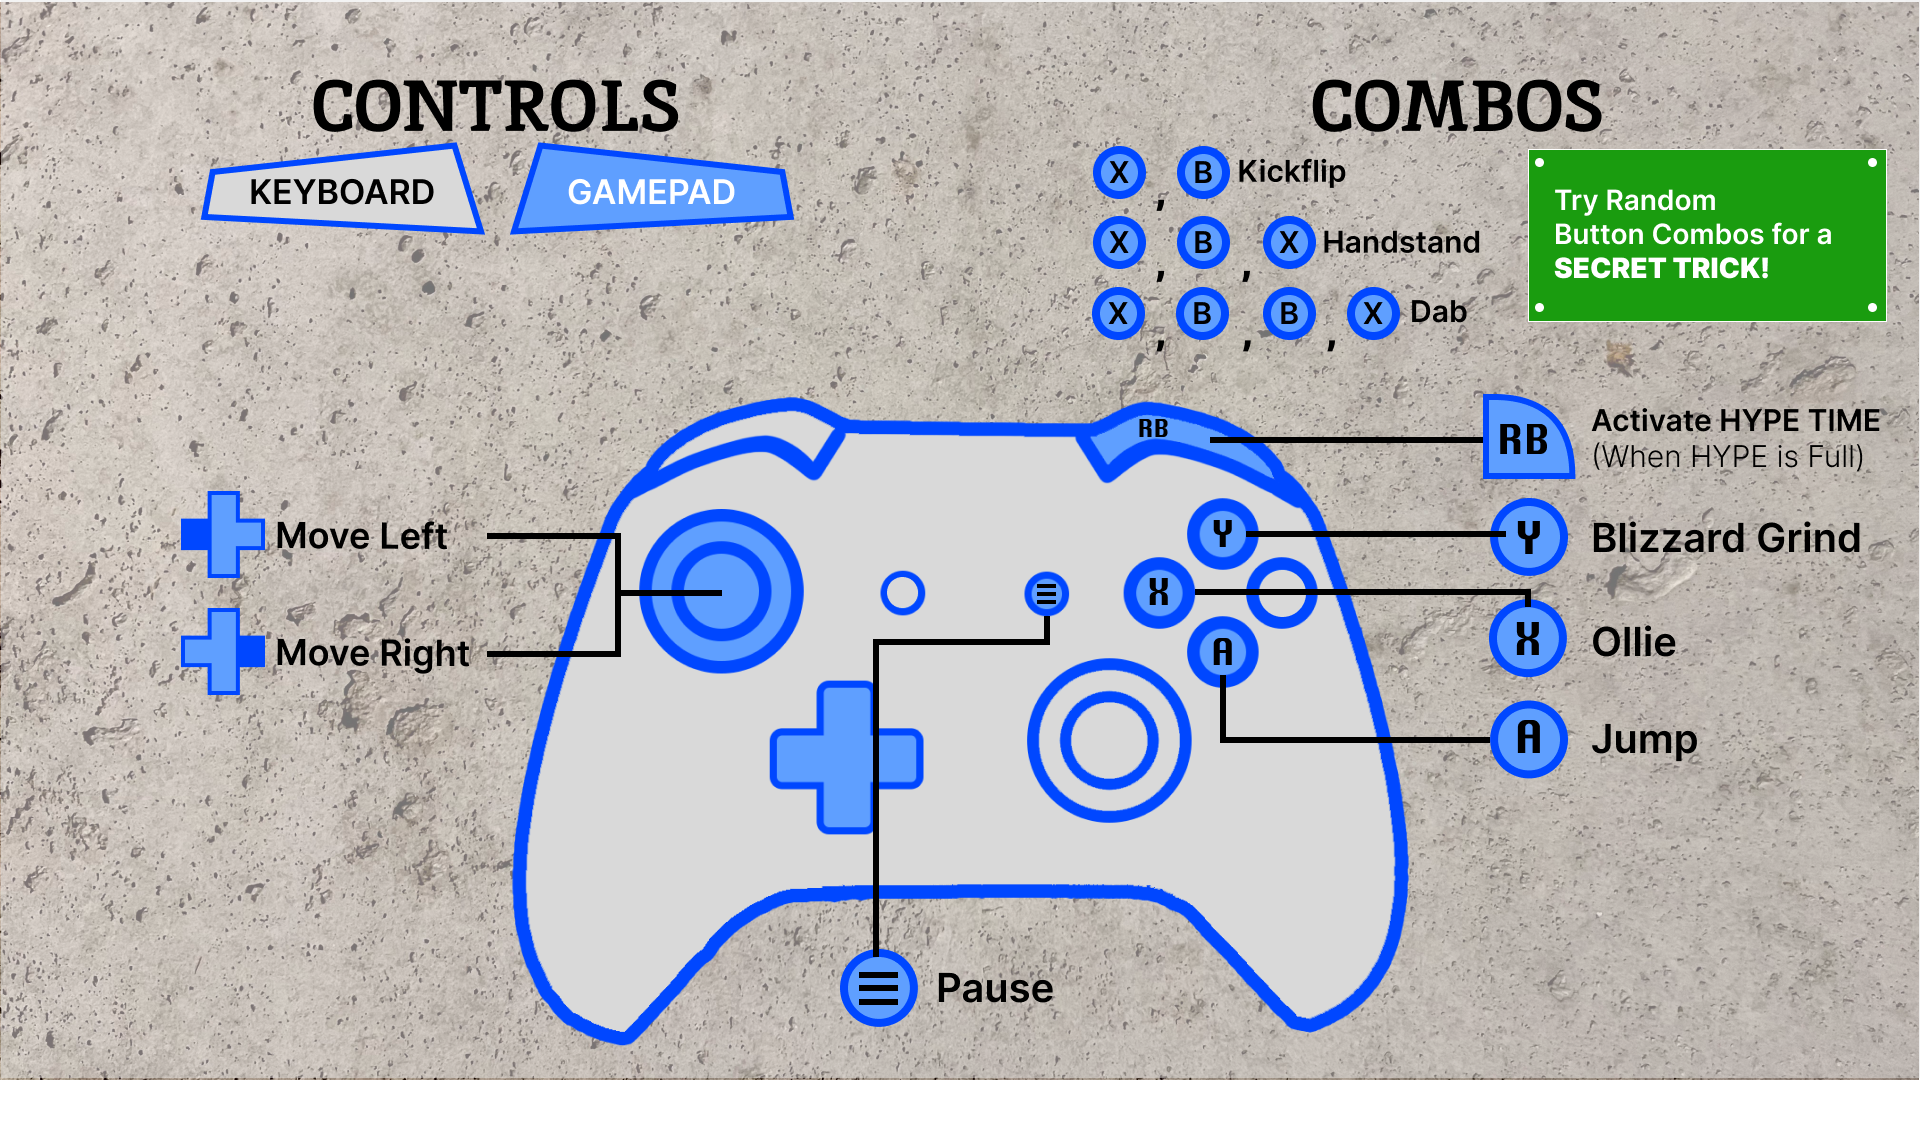 CONTROLS
KEYBOARD
GAMEPAD
COMBOS
X , B Kickflip
X , B , X Handstand
X , B , B , X Dab
Try Random
Button Combos for a
SECRET TRICK!
RB
RB
Activate HYPE TIME
(When HYPE is Full)
Move Left
Move Right
Y
Y
Blizzard Grind
X
X
Ollie
A
A
Jump
Pause